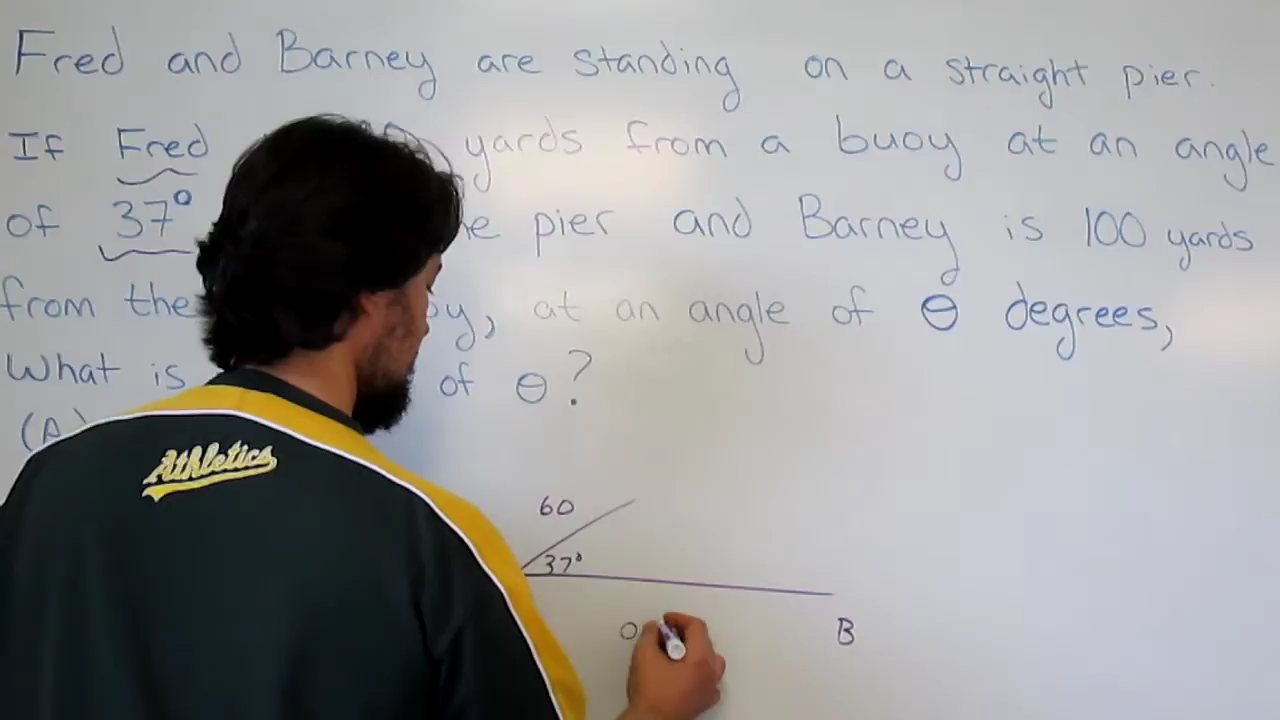 Fred and Barney are standing on a straight pier.
If Fred yards from a buoy at an angle
of 37° pier and Barney is 100 yards
from the at an angle of θ degrees,
What is of θ?
(A)
Athletics
60
37°
B